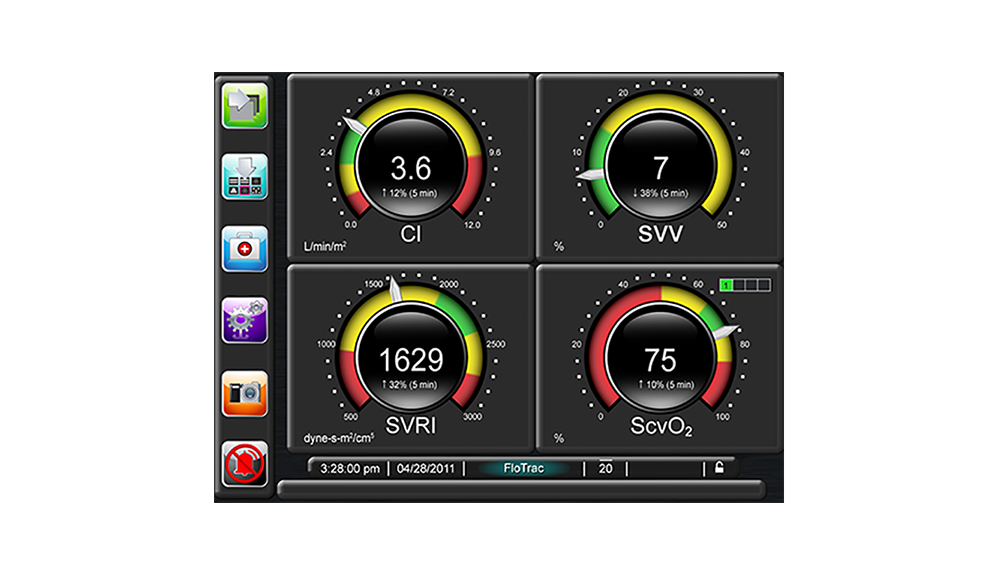 4.8 7.2
2.4 9.6
3.6
↑ 12% (5 min)
0.0 12.0
CI
L/min/m²
20 30
10 40
7
↓ 38% (5 min)
0 50
SVV
%
1500 2000
1000 2500
1629
↑ 32% (5 min)
500 3000
SVRI
dyne-s-m²/cm⁵
40 60
1
20 80
75
↑ 10% (5 min)
0 100
ScvO₂
%
3:28:00 pm | 04/28/2011 | FloTrac | 20 | |